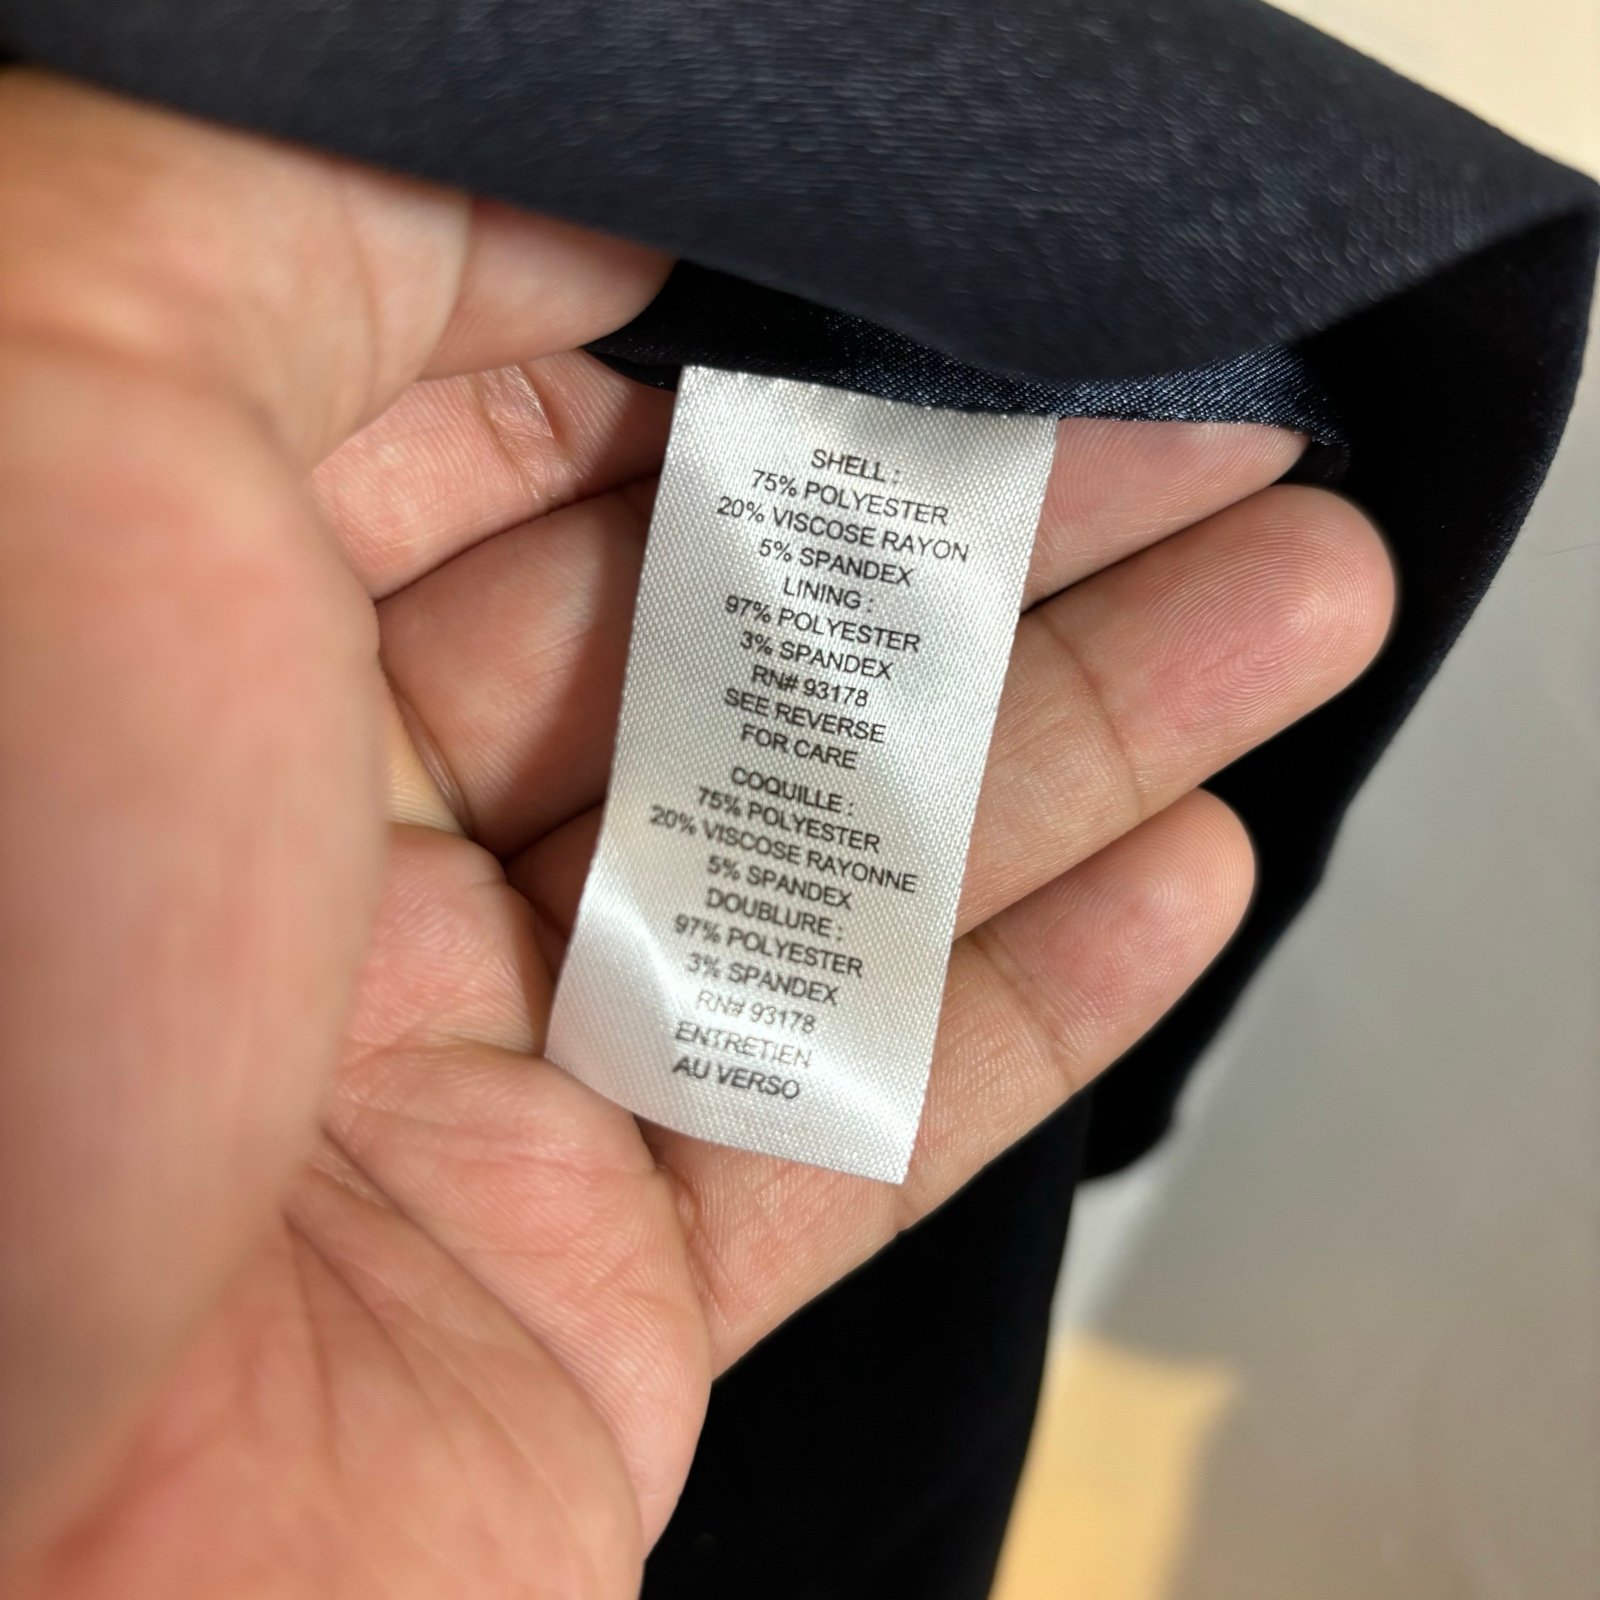 SHELL :
75% POLYESTER
20% VISCOSE RAYON
5% SPANDEX
LINING :
97% POLYESTER
3% SPANDEX
RN# 93178
SEE REVERSE
FOR CARE
COQUILLE :
75% POLYESTER
20% VISCOSE RAYONNE
5% SPANDEX
DOUBLURE :
97% POLYESTER
3% SPANDEX
RN# 93178
ENTRETIEN
AU VERSO